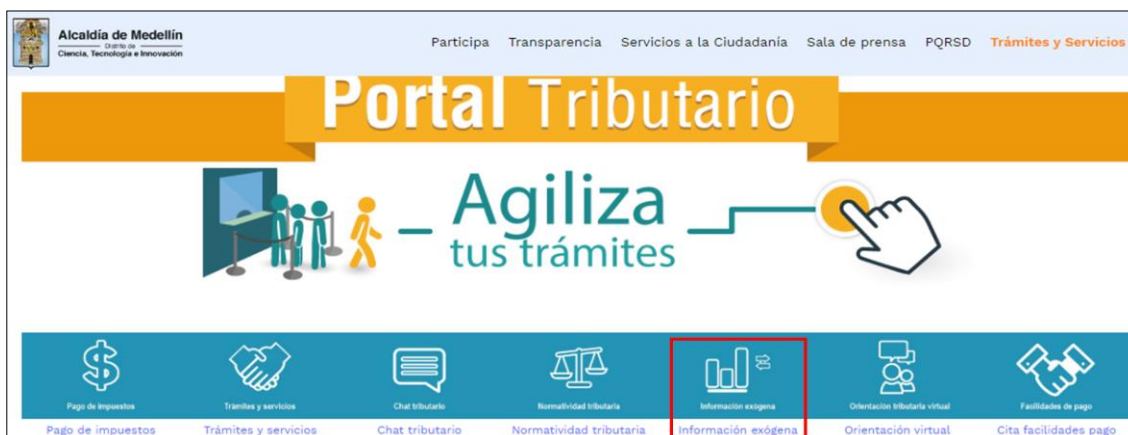 Alcaldía de Medellín
Distrito de
Ciencia, Tecnología e Innovación
Participa Transparencia Servicios a la Ciudadanía Sala de prensa PQRSD Trámites y Servicios
Portal Tributario
Agiliza
tus trámites
Pago de Impuestos Trámites y servicios Chat tributario Normatividad tributaria Información exógena Orientación tributaria virtual Facilidades de pago
Pago de impuestos Trámites y servicios Chat tributario Normatividad tributaria Información exógena Orientación virtual Cita facilidades pago